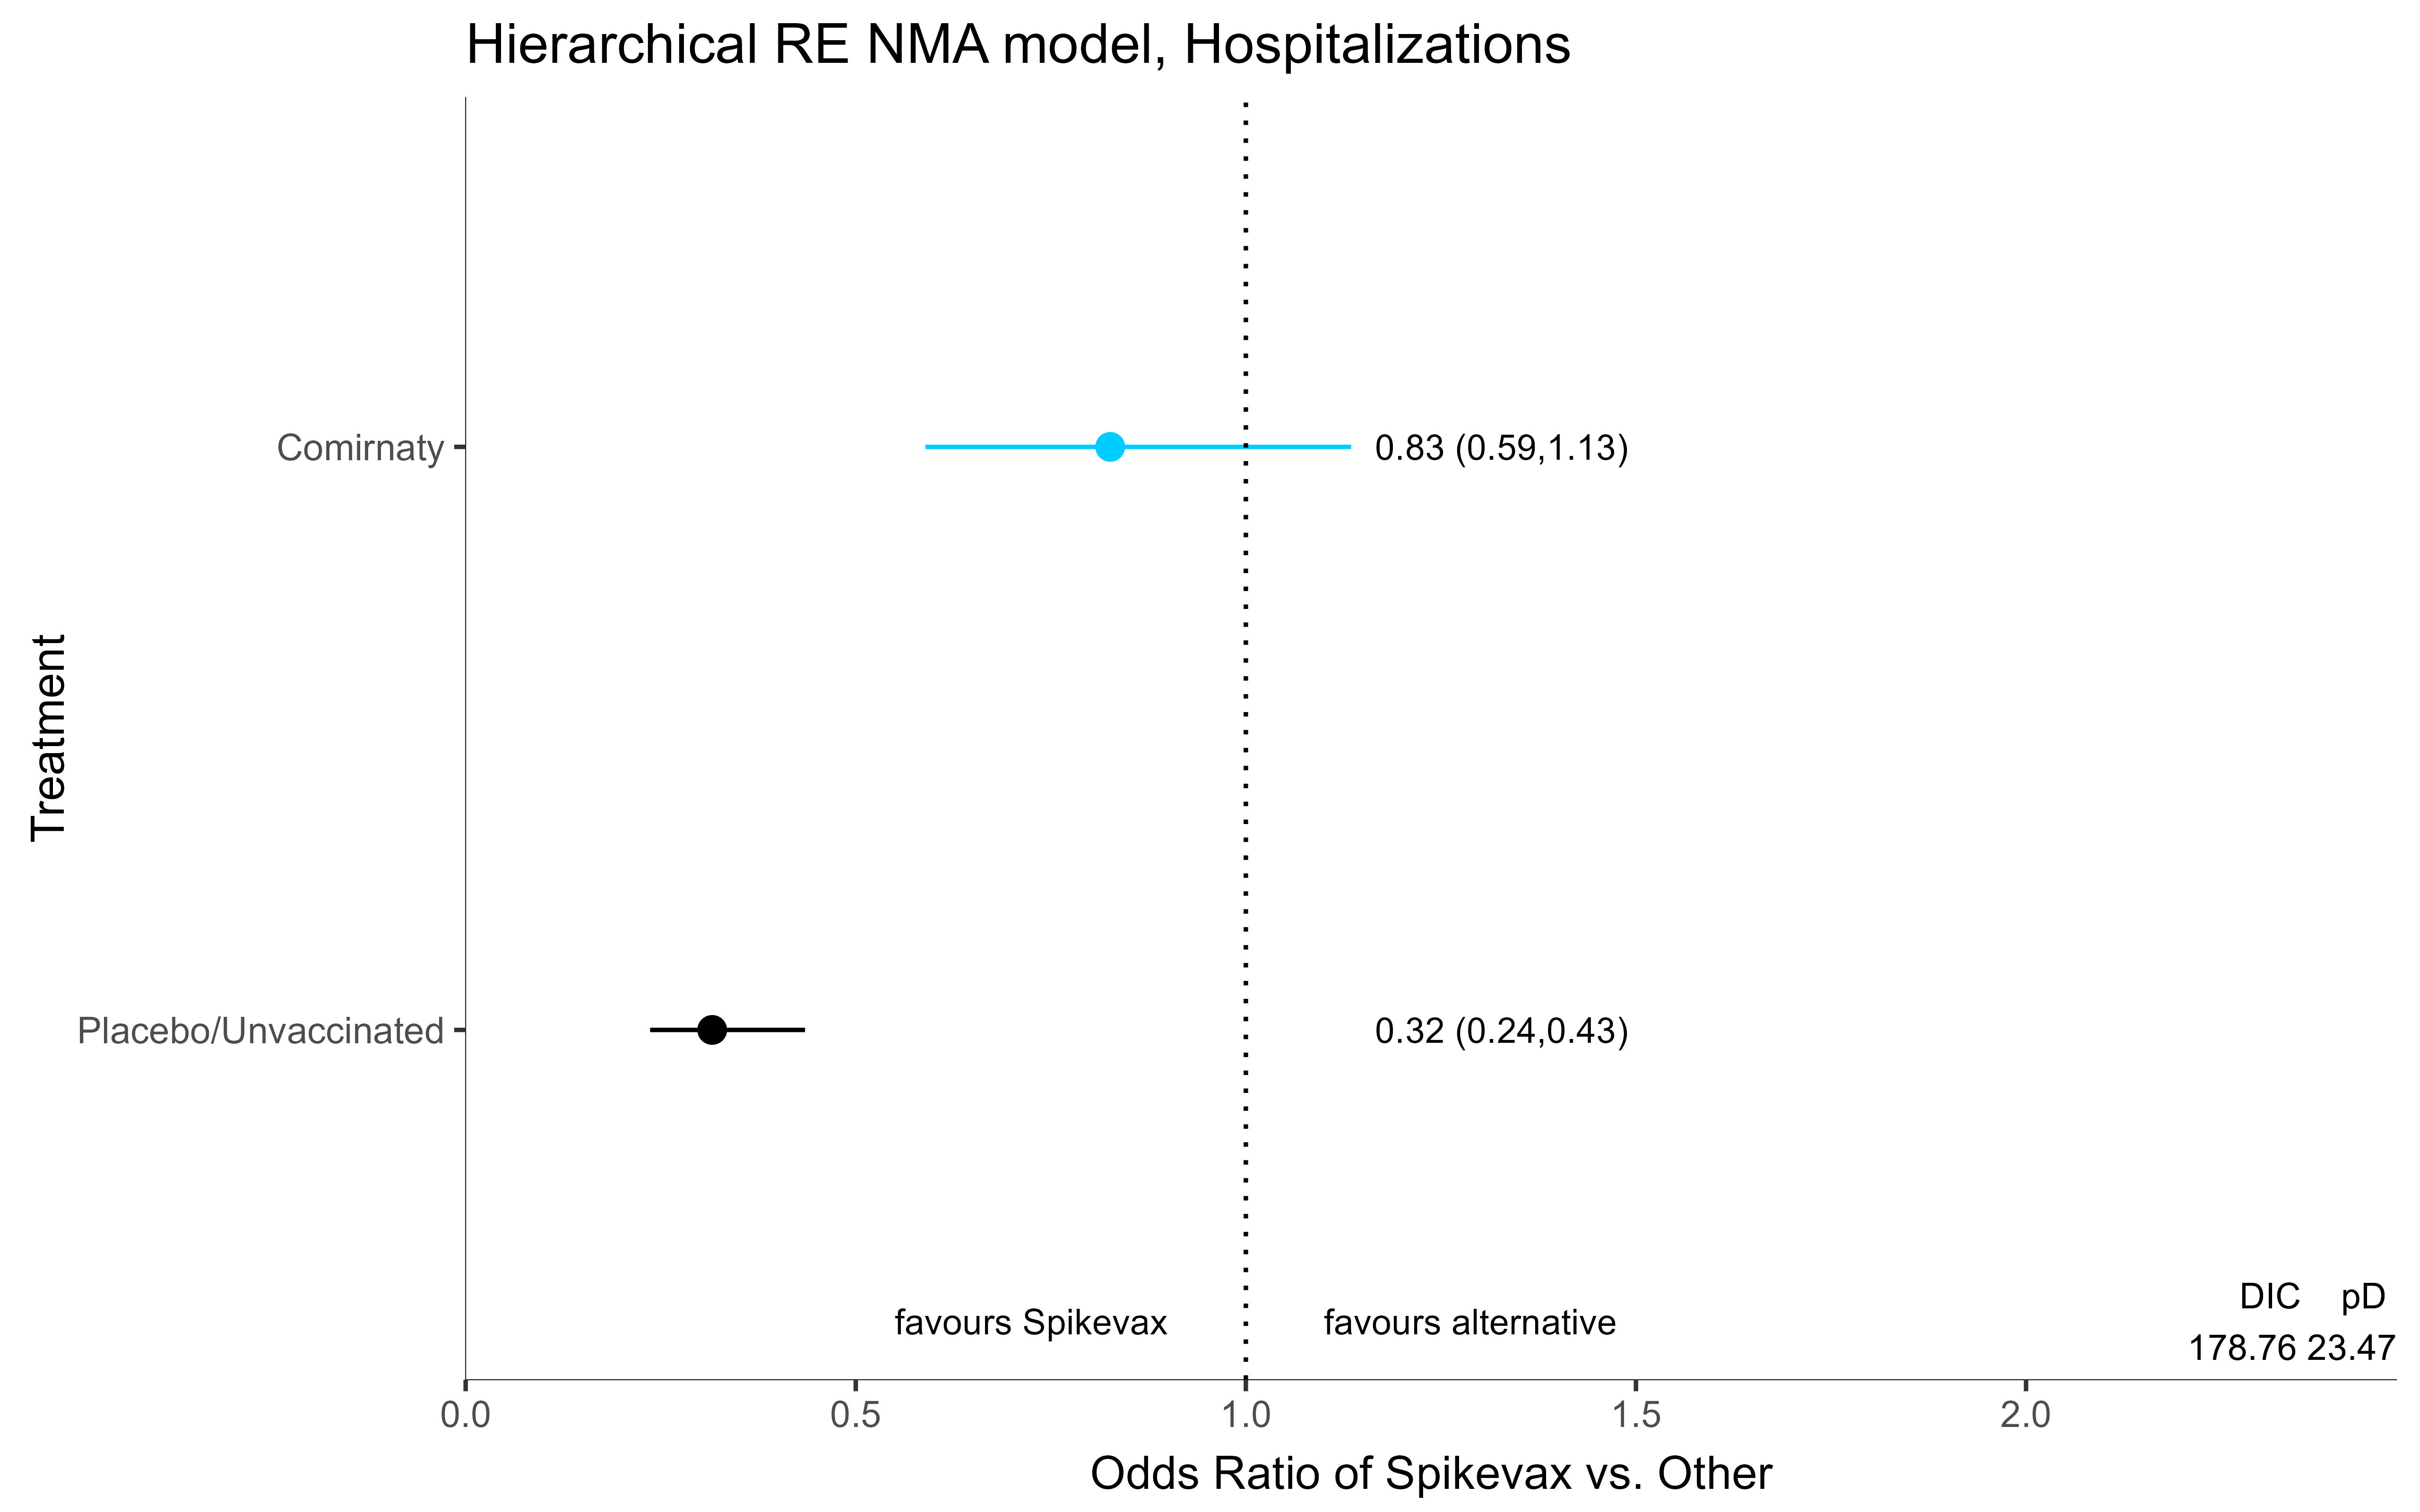 Hierarchical RE NMA model, Hospitalizations
Treatment
Comirnaty
0.83 (0.59,1.13)
Placebo/Unvaccinated
0.32 (0.24,0.43)
favours Spikevax
favours alternative
DIC pD
178.76 23.47
0.0 0.5 1.0 1.5 2.0
Odds Ratio of Spikevax vs. Other